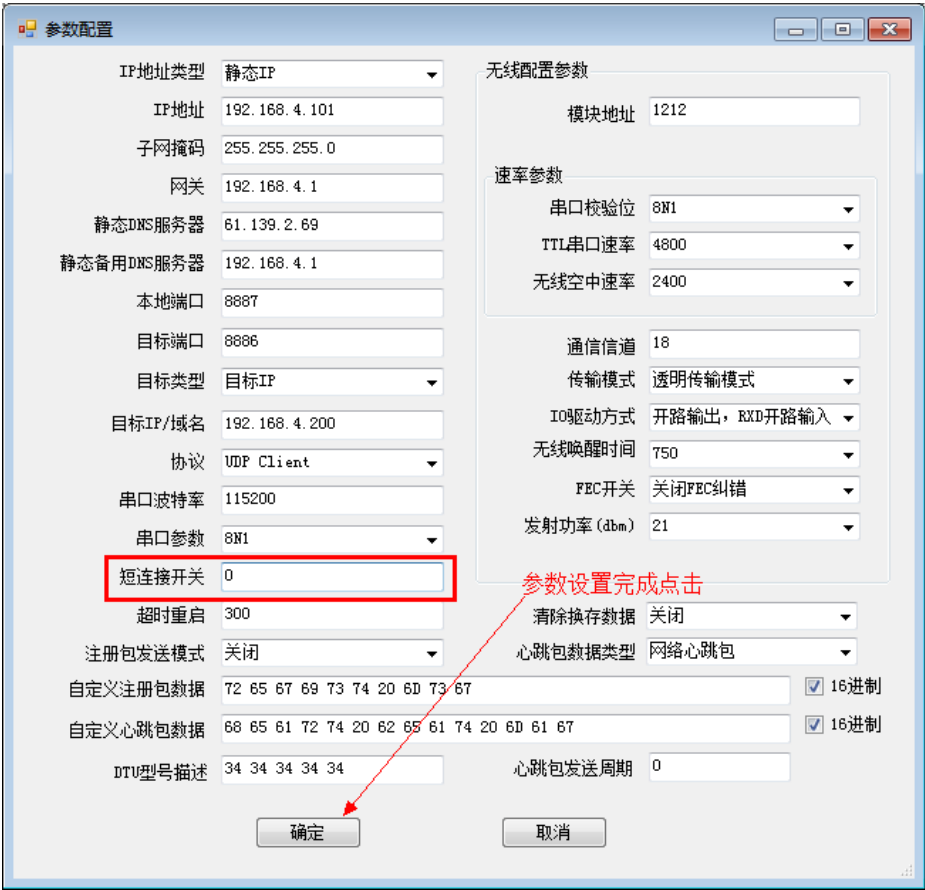 参数配置
IP地址类型 静态IP
IP地址 192.168.4.101
子网掩码 255.255.255.0
网关 192.168.4.1
静态DNS服务器 61.139.2.69
静态备用DNS服务器 192.168.4.1
本地端口 8887
目标端口 8886
目标类型 目标IP
目标IP/域名 192.168.4.200
协议 UDP Client
串口波特率 115200
串口参数 8N1
短连接开关 0
超时重启 300
注册包发送模式 关闭
无线配置参数
模块地址 1212
速率参数
串口校验位 8N1
TTL串口速率 4800
无线空中速率 2400
通信信道 18
传输模式 透明传输模式
IO驱动方式 开路输出，RXD开路输入
无线唤醒时间 750
FEC开关 关闭FEC纠错
发射功率(dbm) 21
参数设置完成点击
清除换存数据 关闭
心跳包数据类型 网络心跳包
自定义注册包数据 72 65 67 69 73 74 20 6D 73 67 16进制
自定义心跳包数据 68 65 61 72 74 20 62 65 61 74 20 6D 61 67 16进制
DTU型号描述 34 34 34 34 34 心跳包发送周期 0
确定 取消